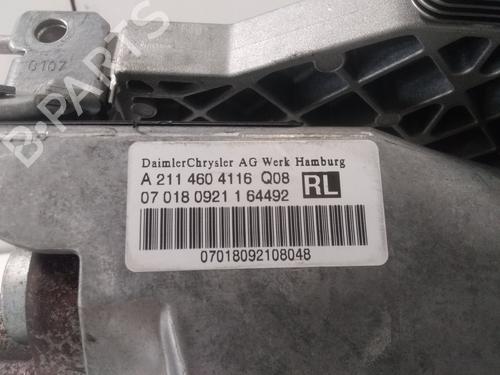 0107
B-PARTS
DaimlerChrysler AG Werk Hamburg
A 211 460 4116 Q08
RL
07 018 0921 1 64492
07018092108048